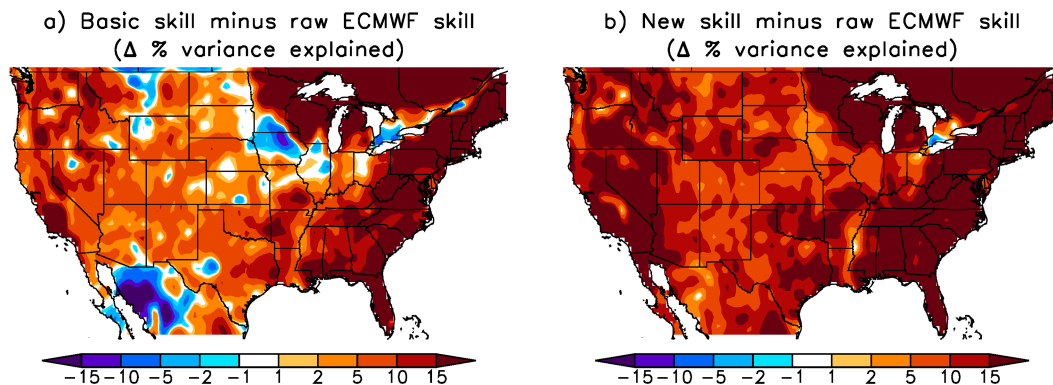 a) Basic skill minus raw ECMWF skill
(Δ % variance explained)
b) New skill minus raw ECMWF skill
(Δ % variance explained)
−15 −10 −5 −2 −1 1 2 5 10 15
−15 −10 −5 −2 −1 1 2 5 10 15